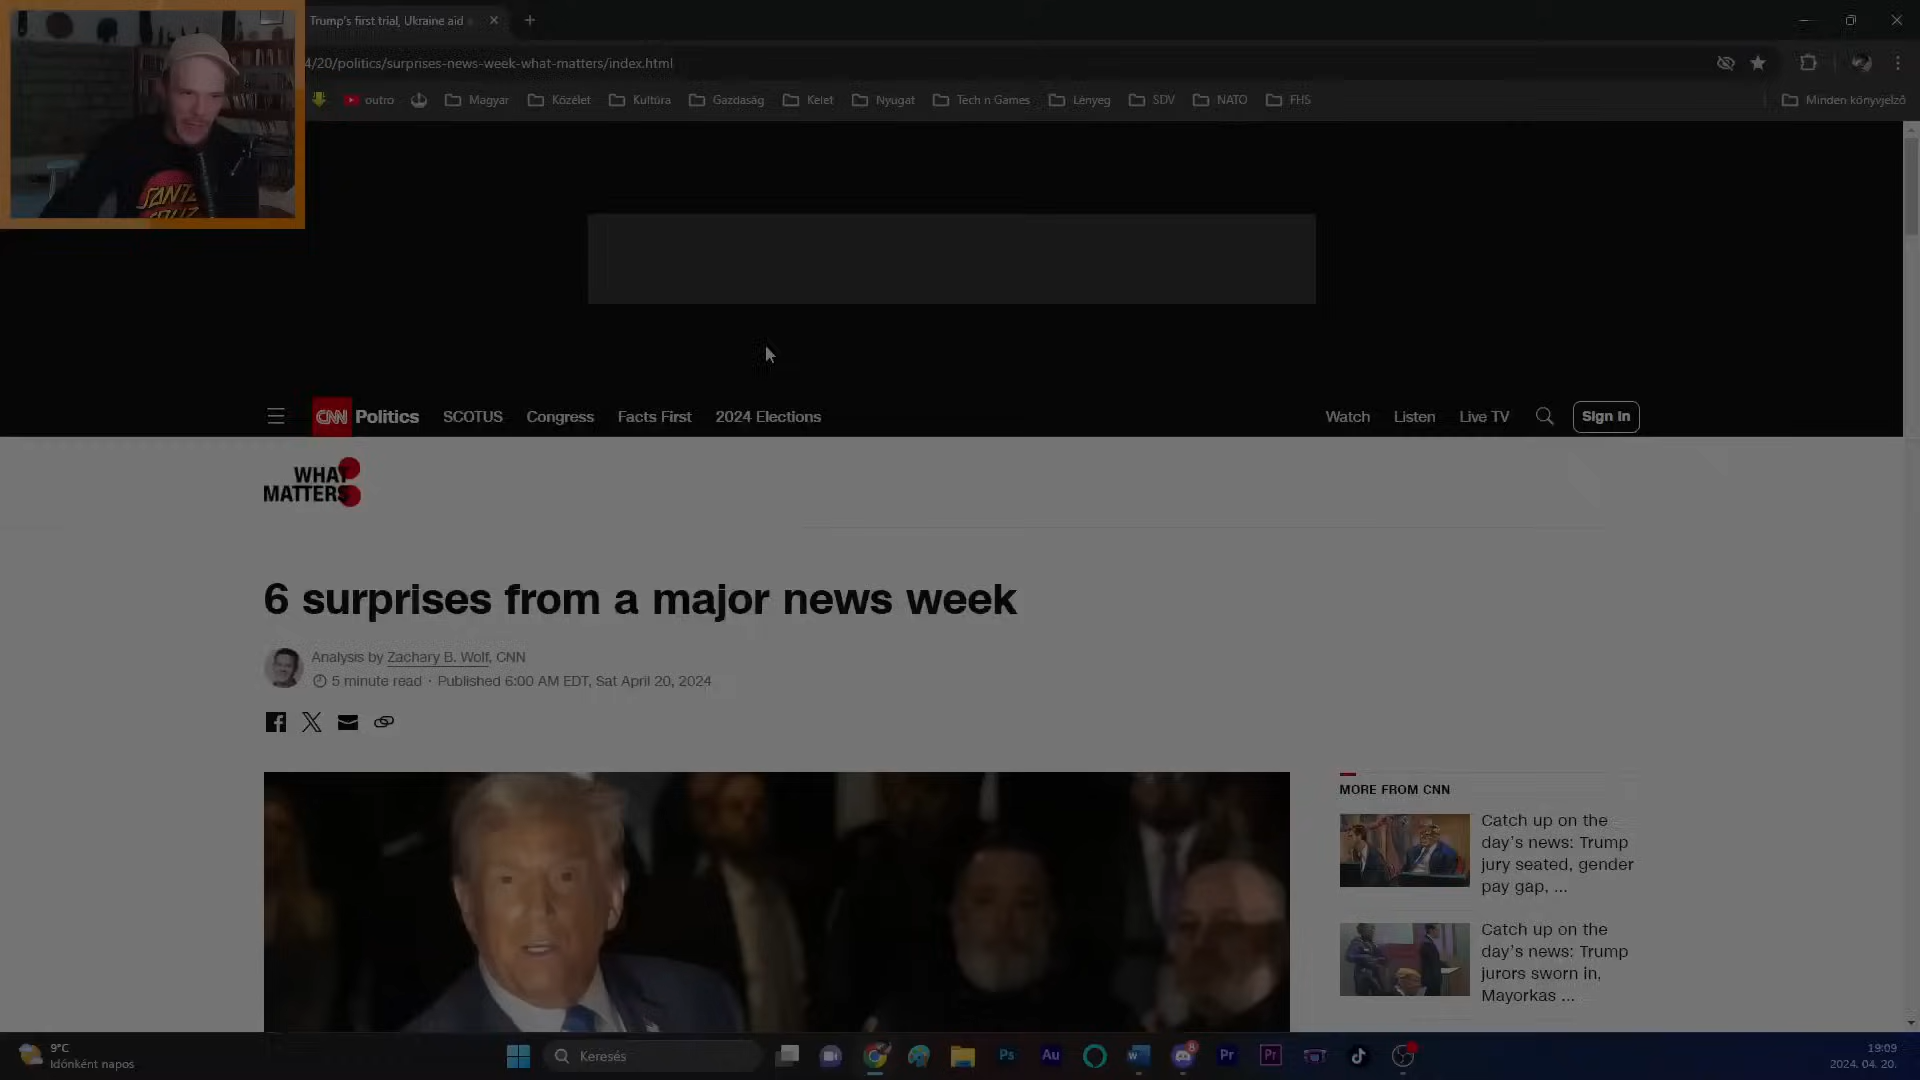 Trump's first trial, Ukraine aid
4/20/politics/surprises-news-week-what-matters/index.html
outro Magyar Közélet Kultúra Gazdaság Kelet Nyugat Tech n Games Lényeg SDV NATO FHS Minden könyvjelző
SANTA
CRUZ
CNN Politics SCOTUS Congress Facts First 2024 Elections Watch Listen Live TV Sign in
WHAT
MATTERS
6 surprises from a major news week
Analysis by Zachary B. Wolf, CNN
5 minute read · Published 6:00 AM EDT, Sat April 20, 2024
MORE FROM CNN
Catch up on the
day's news: Trump
jury seated, gender
pay gap, ...
Catch up on the
day's news: Trump
jurors sworn in,
Mayorkas ...
9°C
Időnként napos
Keresés
Ps
Au
W
8
Pr
Pr
19:09
2024. 04. 20.